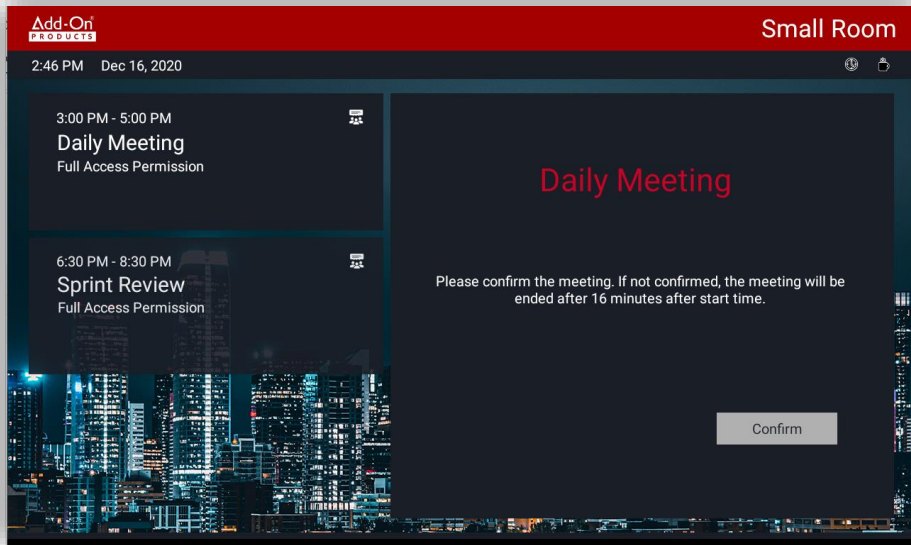 Add-On
PRODUCTS
Small Room
2:46 PM Dec 16, 2020
3:00 PM - 5:00 PM
Daily Meeting
Full Access Permission
6:30 PM - 8:30 PM
Sprint Review
Full Access Permission
Daily Meeting
Please confirm the meeting. If not confirmed, the meeting will be
ended after 16 minutes after start time.
Confirm